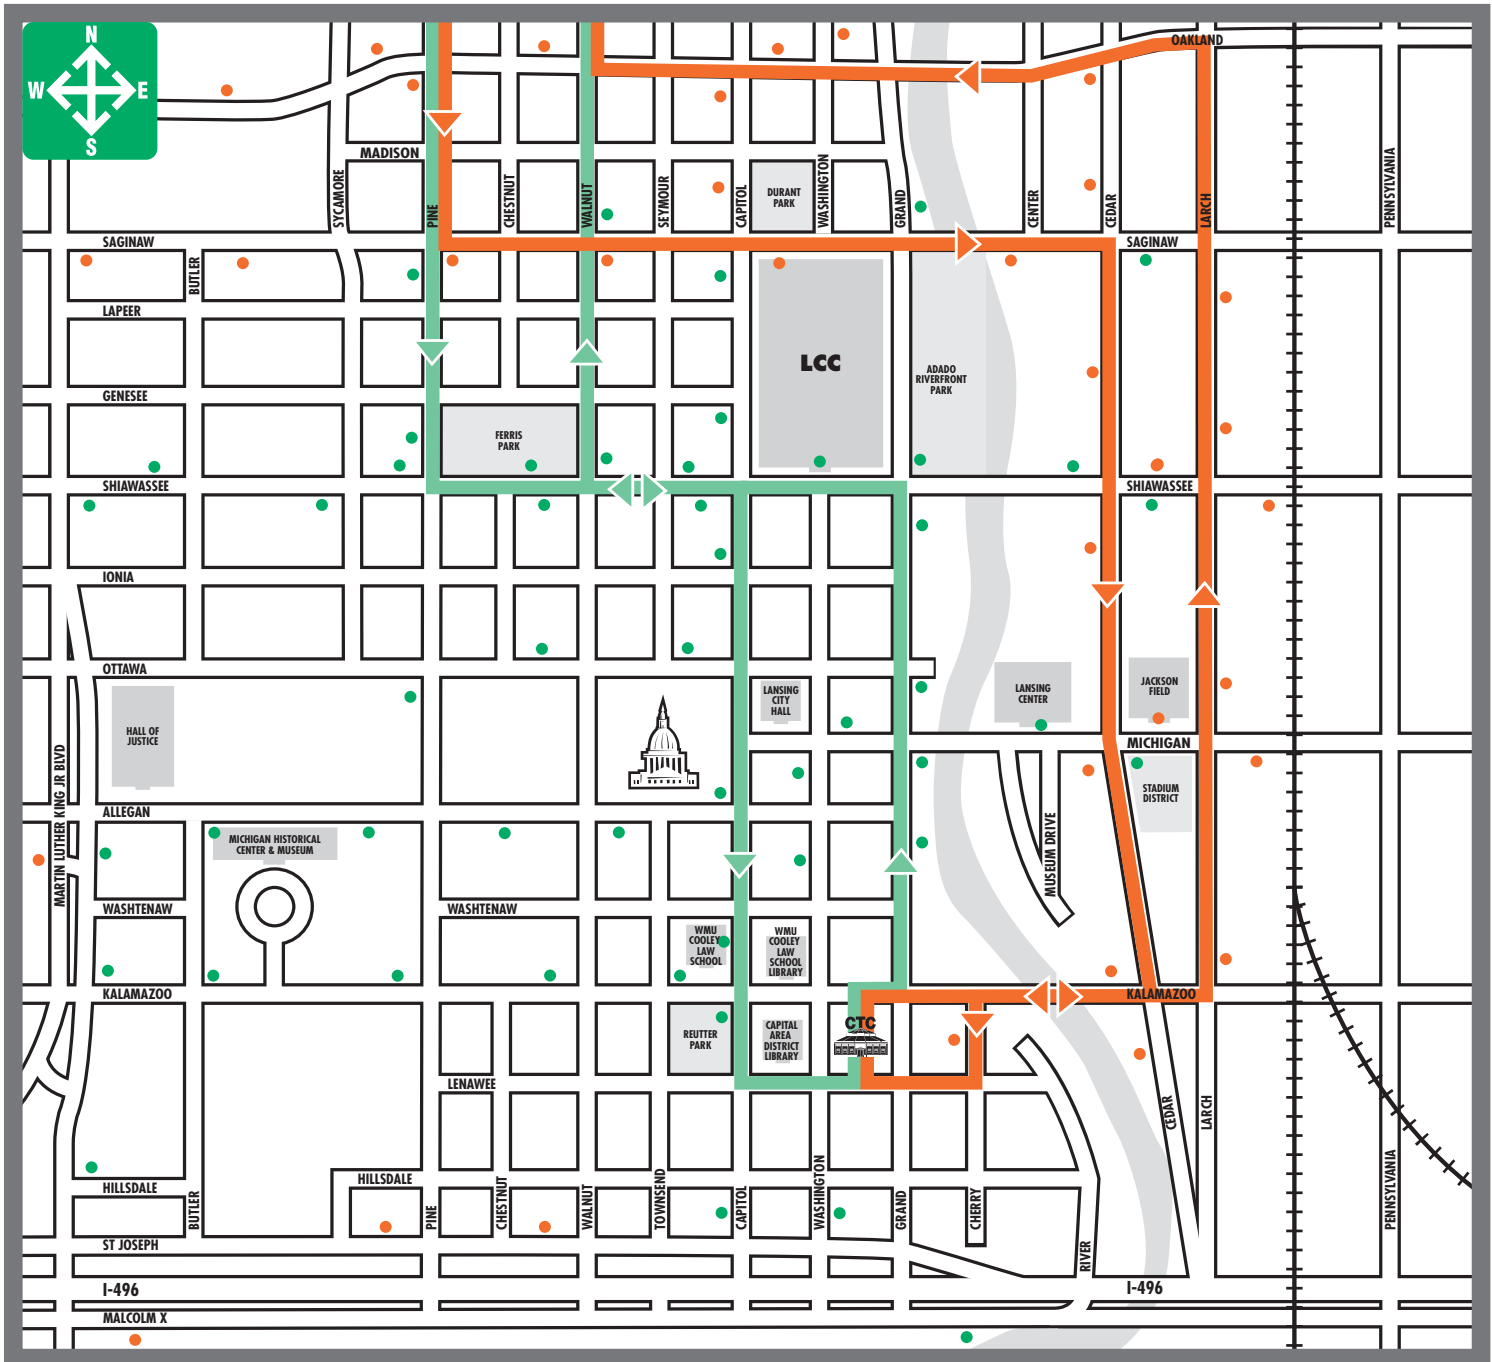 N
W E
S
OAKLAND
MADISON
SYCAMORE
PINE
CHESTNUT
WALNUT
SEYMOUR
CAPITOL
DURANT
PARK
WASHINGTON
GRAND
CENTER
CEDAR
LARCH
PENNSYLVANIA
SAGINAW
SAGINAW
BUTLER
LAPEER
LCC
ADADO
RIVERFRONT
PARK
GENESEE
FERRIS
PARK
SHIAWASSEE
SHIAWASSEE
IONIA
OTTAWA
HALL OF
JUSTICE
LANSING
CITY
HALL
LANSING
CENTER
JACKSON
FIELD
MICHIGAN
MARTIN LUTHER KING JR BLVD
STADIUM
DISTRICT
ALLEGAN
MICHIGAN HISTORICAL
CENTER & MUSEUM
MUSEUM DRIVE
WASHTENAW
WASHTENAW
WMU
COOLEY
LAW
SCHOOL
WMU
COOLEY
LAW
SCHOOL
LIBRARY
KALAMAZOO
KALAMAZOO
REUTTER
PARK
CAPITAL
AREA
DISTRICT
LIBRARY
CTC
LENAWEE
CEDAR
LARCH
HILLSDALE
HILLSDALE
BUTLER
PINE
CHESTNUT
WALNUT
TOWNSEND
CAPITOL
WASHINGTON
GRAND
CHERRY
RIVER
PENNSYLVANIA
ST JOSEPH
I-496
I-496
MALCOLM X